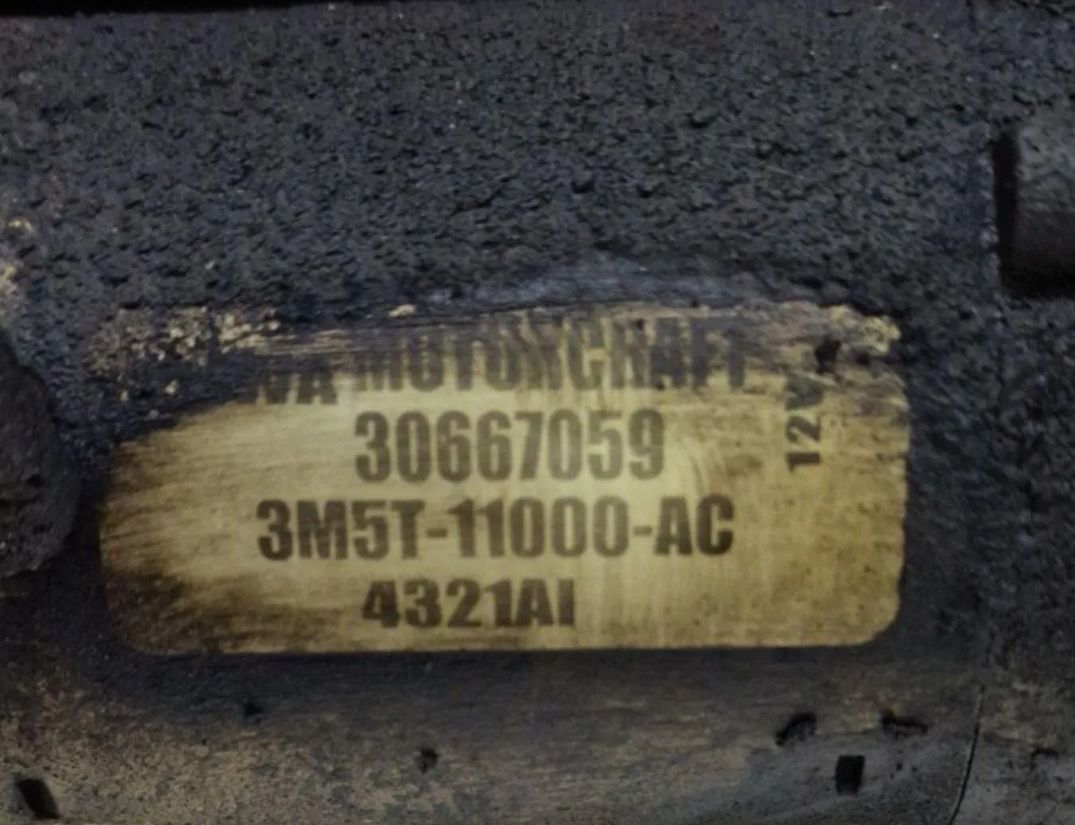 MOTORCRAFT
30667059
12V
3M5T-11000-AC
4321AI